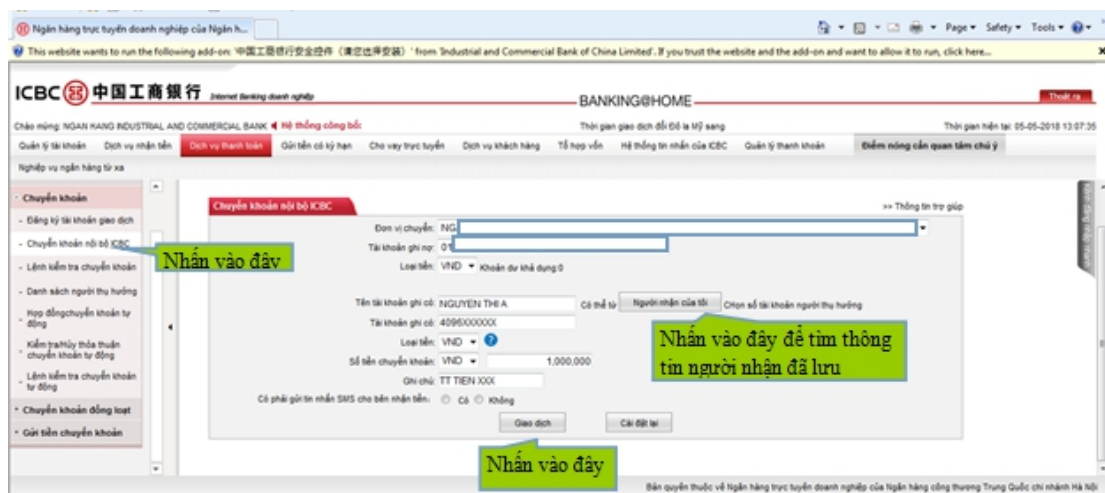 Ngân hàng trực tuyến doanh nghiệp của Ngân h...
Page Safety Tools
This website wants to run the following add-on: '中国工商银行安全控件 (请您选择安装)' from 'Industrial and Commercial Bank of China Limited'. If you trust the website and the add-on and want to allow it to run, click here...
ICBC 中国工商银行 Internet Banking doanh nghiệp
BANKING@HOME
Thoát ra
Chào mừng: NGAN HANG INDUSTRIAL AND COMMERCIAL BANK Hệ thống công bố:
Thời gian giao dịch đổi Đô la Mỹ sang
Thời gian hiện tại: 05-05-2018 13:07:35
Quản lý tài khoản Dịch vụ nhận tiền Dịch vụ thanh toán Gửi tiền có kỳ hạn Cho vay trực tuyến Dịch vụ khách hàng Tổ hợp vốn Hệ thống tin nhắn của ICBC Quản lý thanh khoản Điểm nóng cần quan tâm chú ý
Nghiệp vụ ngân hàng từ xa
Chuyển khoản
- Đăng ký tài khoản giao dịch
- Chuyển khoản nội bộ ICBC
- Lệnh kiểm tra chuyển khoản
- Danh sách người thụ hưởng
- Hợp đồngchuyển khoản tự động
- Kiểm tra/Hủy thỏa thuận chuyển khoản tự động
- Lệnh kiểm tra chuyển khoản tự động
Chuyển khoản đồng loạt
Gửi tiền chuyển khoản
Nhấn vào đây
Chuyển khoản nội bộ ICBC
>> Thông tin trợ giúp
Đơn vị chuyển: NG
Tài khoản ghi nợ: 01
Loại tiền: VND Khoản dư khả dụng:0
Tên tài khoản ghi có: NGUYEN THI A Có thể từ Người nhận của tôi CHọn số tài khoản người thụ hưởng
Tài khoản ghi có: 4096XXXXXX
Loại tiền: VND
Số tiền chuyển khoản: VND 1,000,000
Ghi chú: TT TIEN XXX
Có phải gửi tin nhắn SMS cho bên nhận tiền: Có Không
Giao dịch Cài đặt lại
Nhấn vào đây để tìm thông
tin người nhận đã lưu
Nhấn vào đây
Bản quyền thuộc về Ngân hàng trực tuyến doanh nghiệp của Ngân hàng công thương Trung Quốc chi nhánh Hà Nội